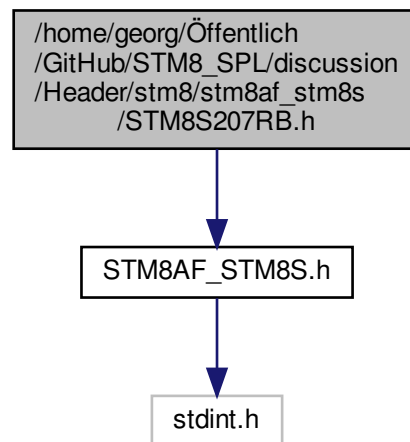 /home/georg/Öffentlich
/GitHub/STM8_SPL/discussion
/Header/stm8/stm8af_stm8s
/STM8S207RB.h
STM8AF_STM8S.h
stdint.h